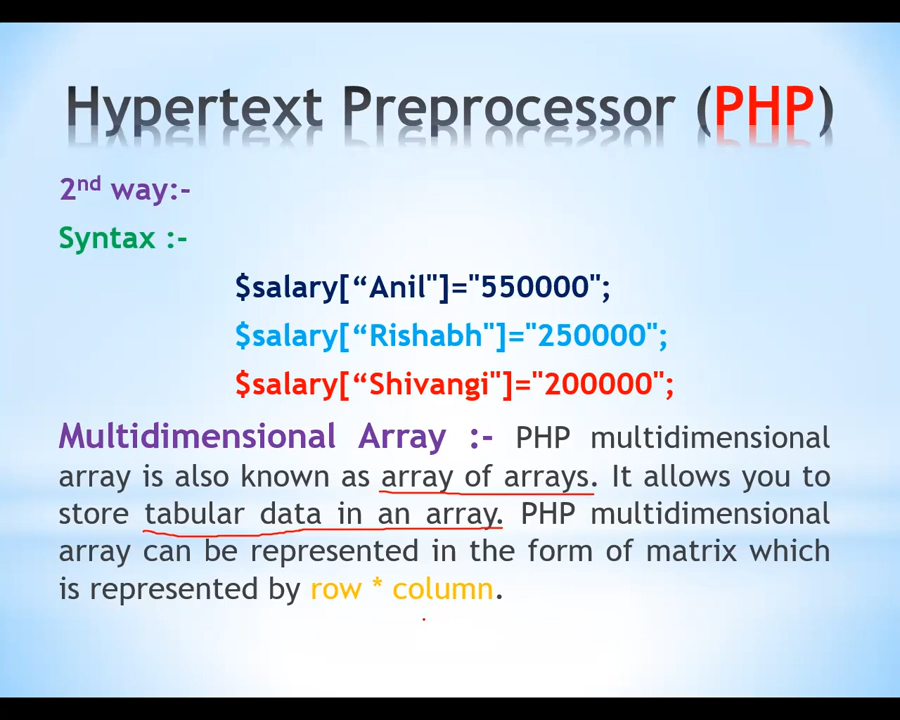 Hypertext Preprocessor (PHP)
2nd way:-
Syntax :-
$salary[“Anil"]="550000";
$salary[“Rishabh"]="250000";
$salary[“Shivangi"]="200000";
Multidimensional Array :- PHP multidimensional
array is also known as array of arrays. It allows you to
store tabular data in an array. PHP multidimensional
array can be represented in the form of matrix which
is represented by row * column.